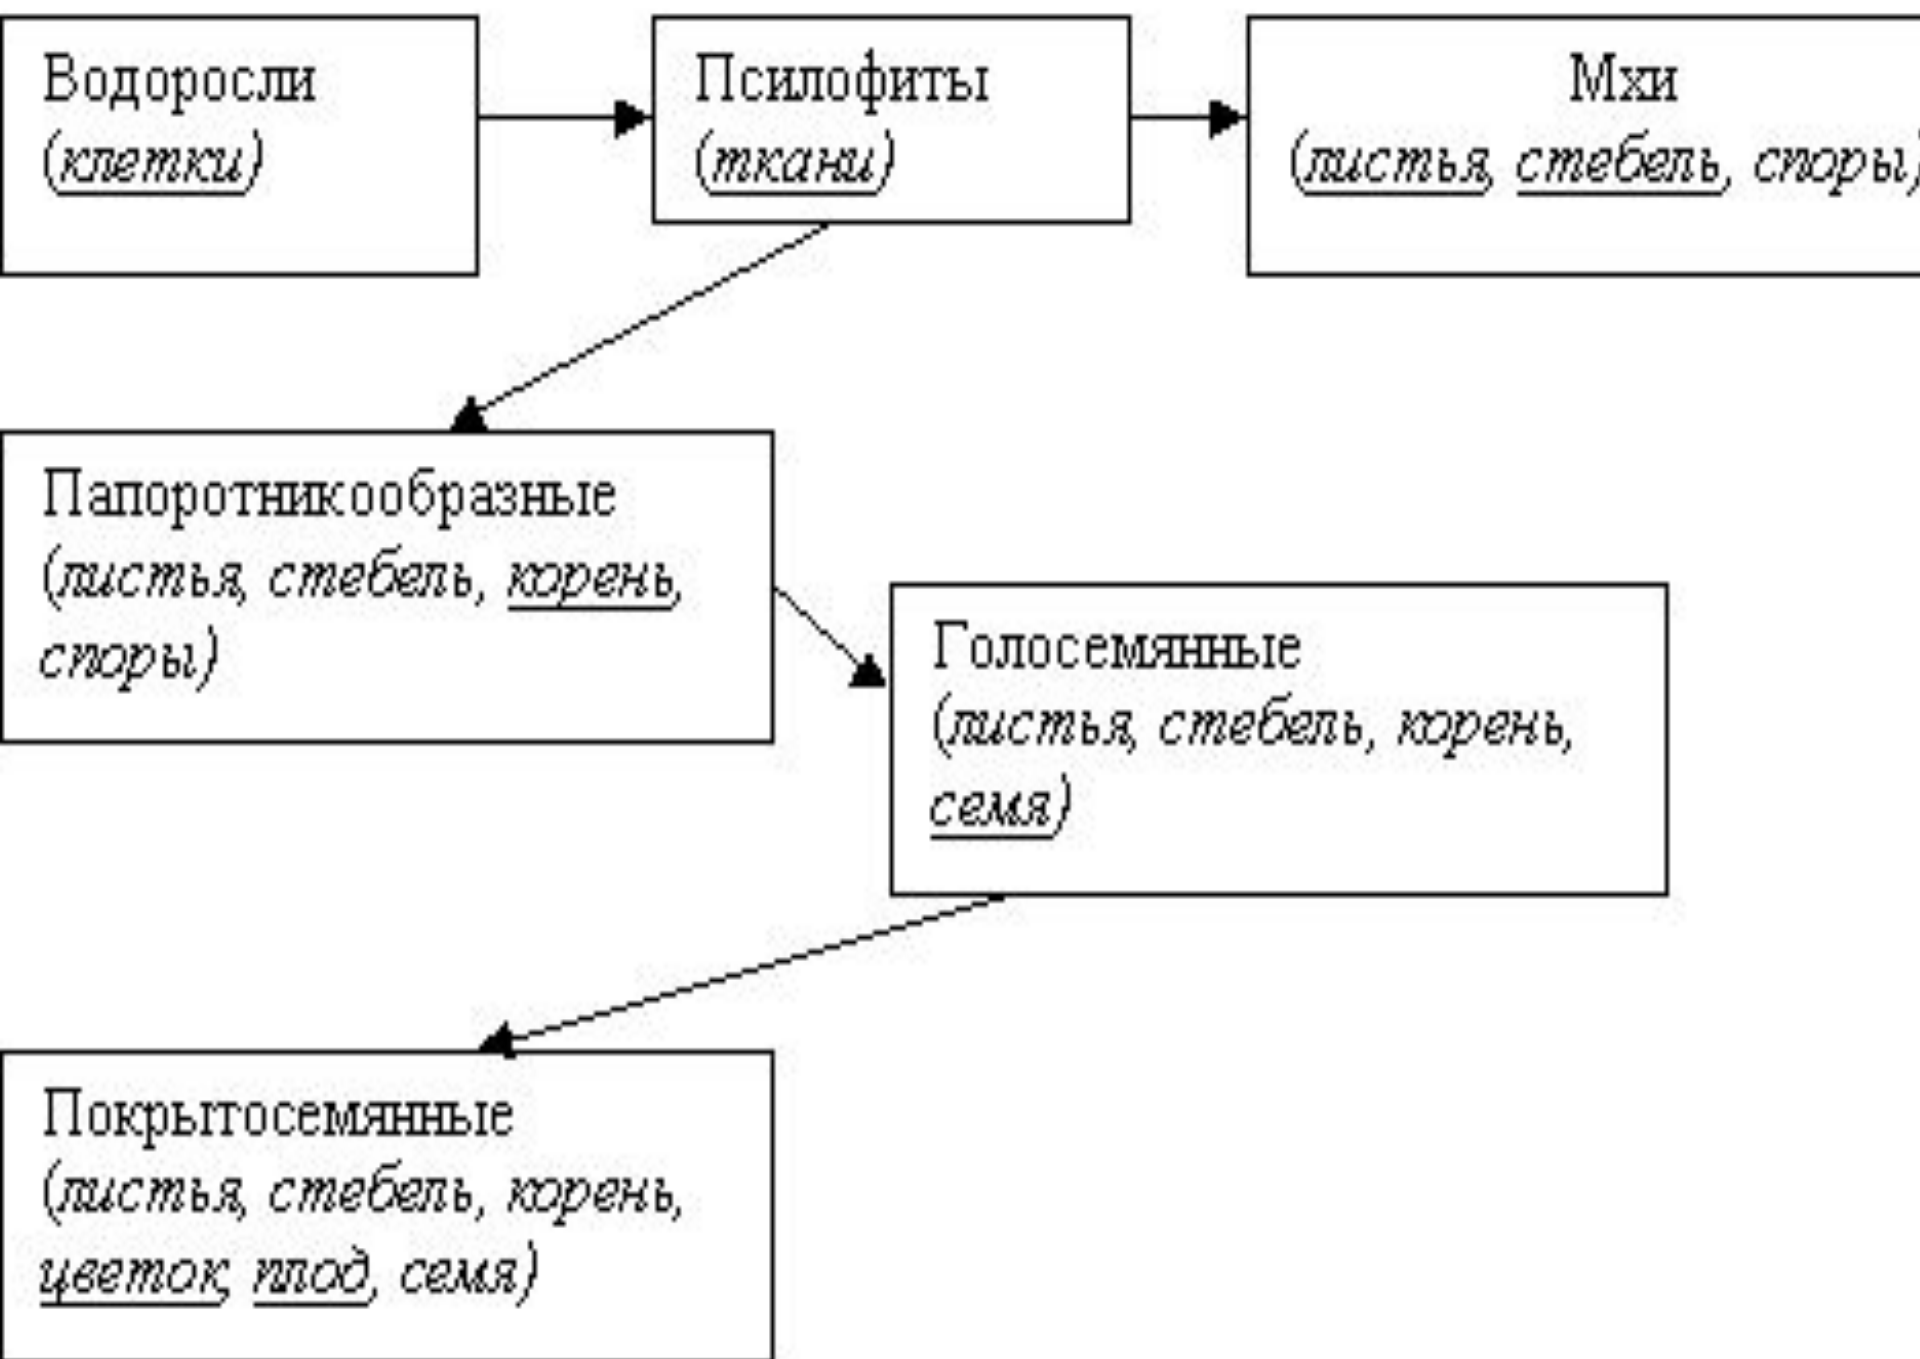 Водоросли
(клетки)
Псилофиты
(ткани)
Мхи
(листья, стебель, споры)
Папоротникообразные
(листья, стебель, корень,
споры)
Голосемянные
(листья, стебель, корень,
семя)
Покрытосемянные
(листья, стебель, корень,
цветок, плод, семя)